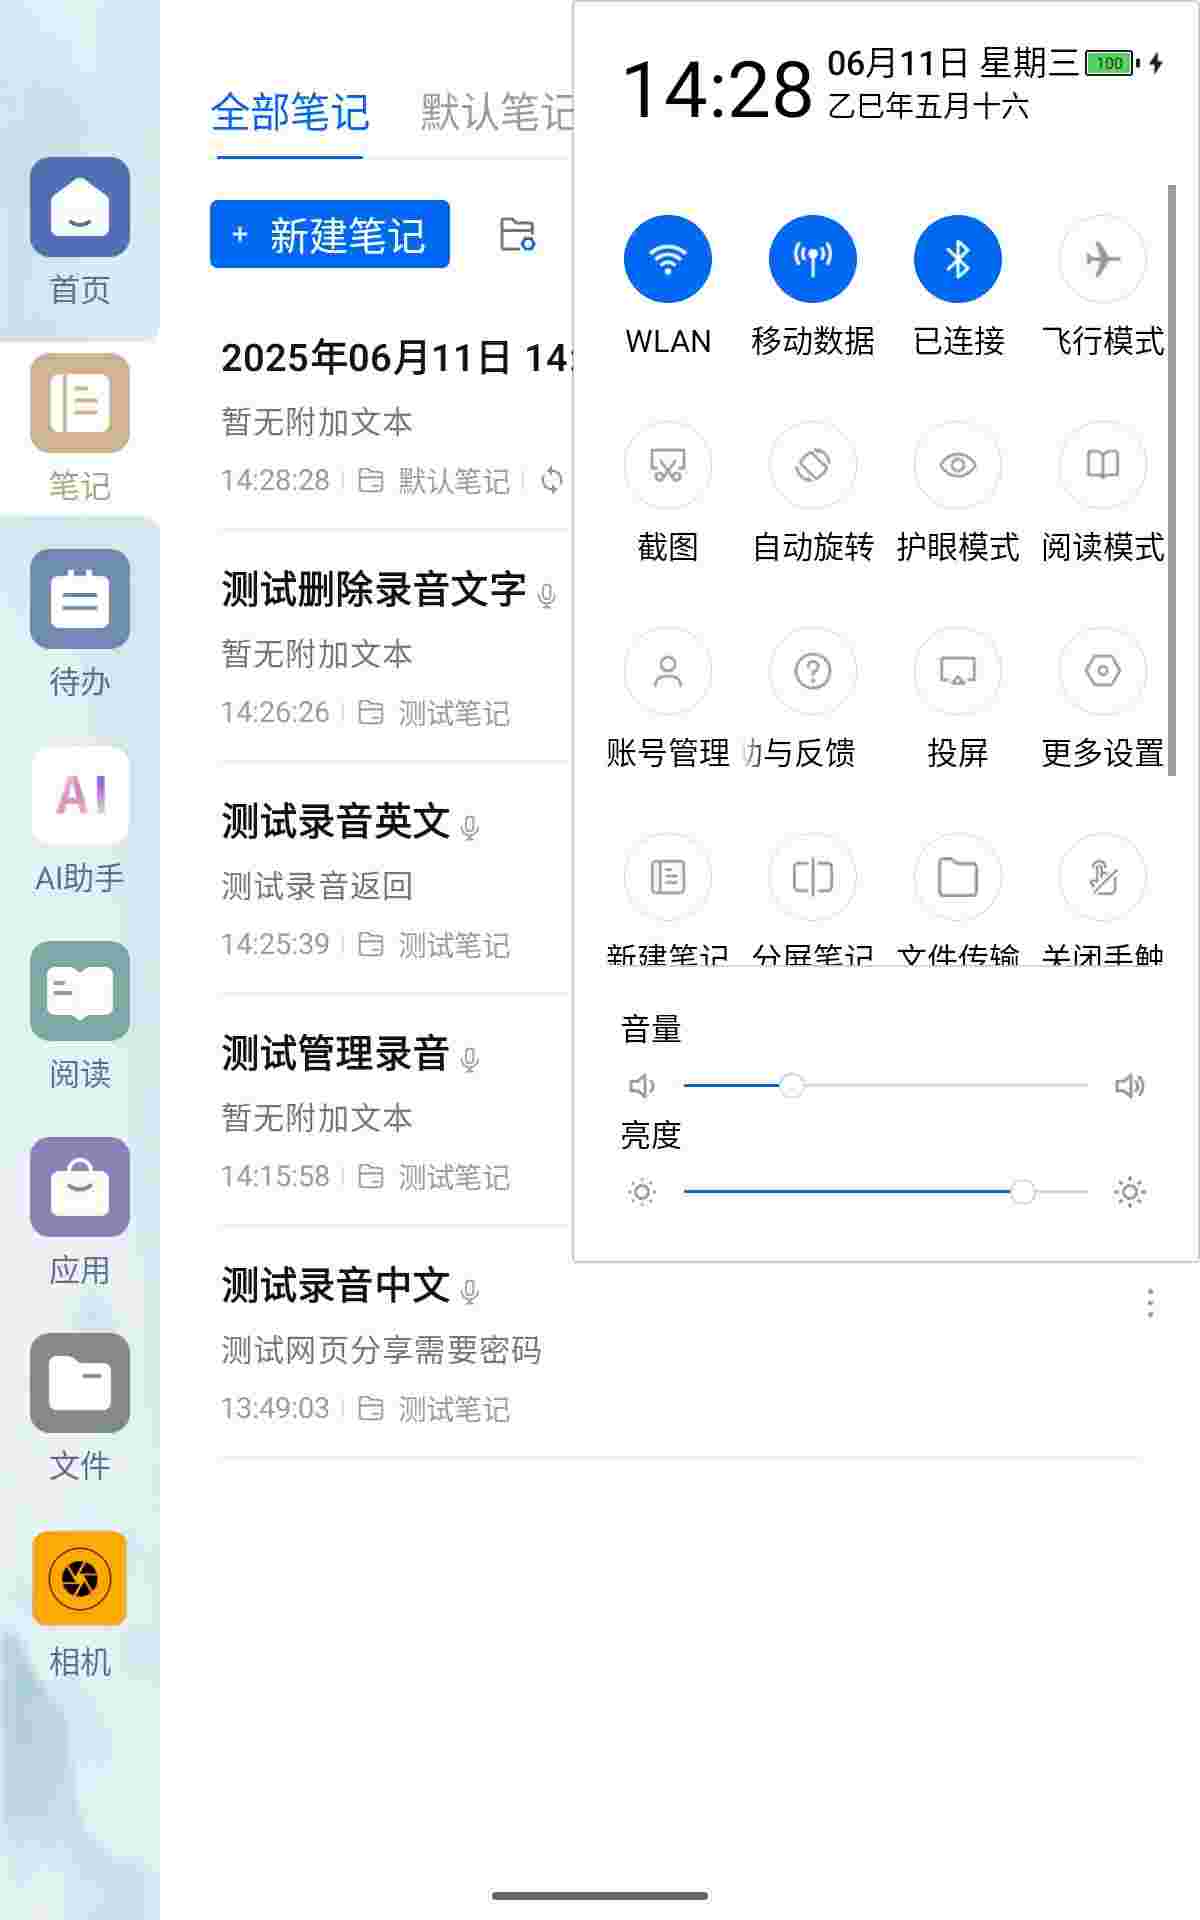 首页
笔记
待办
AI
AI助手
阅读
应用
文件
相机
全部笔记 默认笔记
+ 新建笔记
2025年06月11日 14:
暂无附加文本
14:28:28 默认笔记
测试删除录音文字
暂无附加文本
14:26:26 测试笔记
测试录音英文
测试录音返回
14:25:39 测试笔记
测试管理录音
暂无附加文本
14:15:58 测试笔记
测试录音中文
测试网页分享需要密码
13:49:03 测试笔记
14:28
06月11日 星期三 100
乙巳年五月十六
WLAN 移动数据 已连接 飞行模式
截图 自动旋转 护眼模式 阅读模式
账号管理 与反馈 投屏 更多设置
新建笔记 分屏笔记 文件传输 关闭手触
音量
亮度